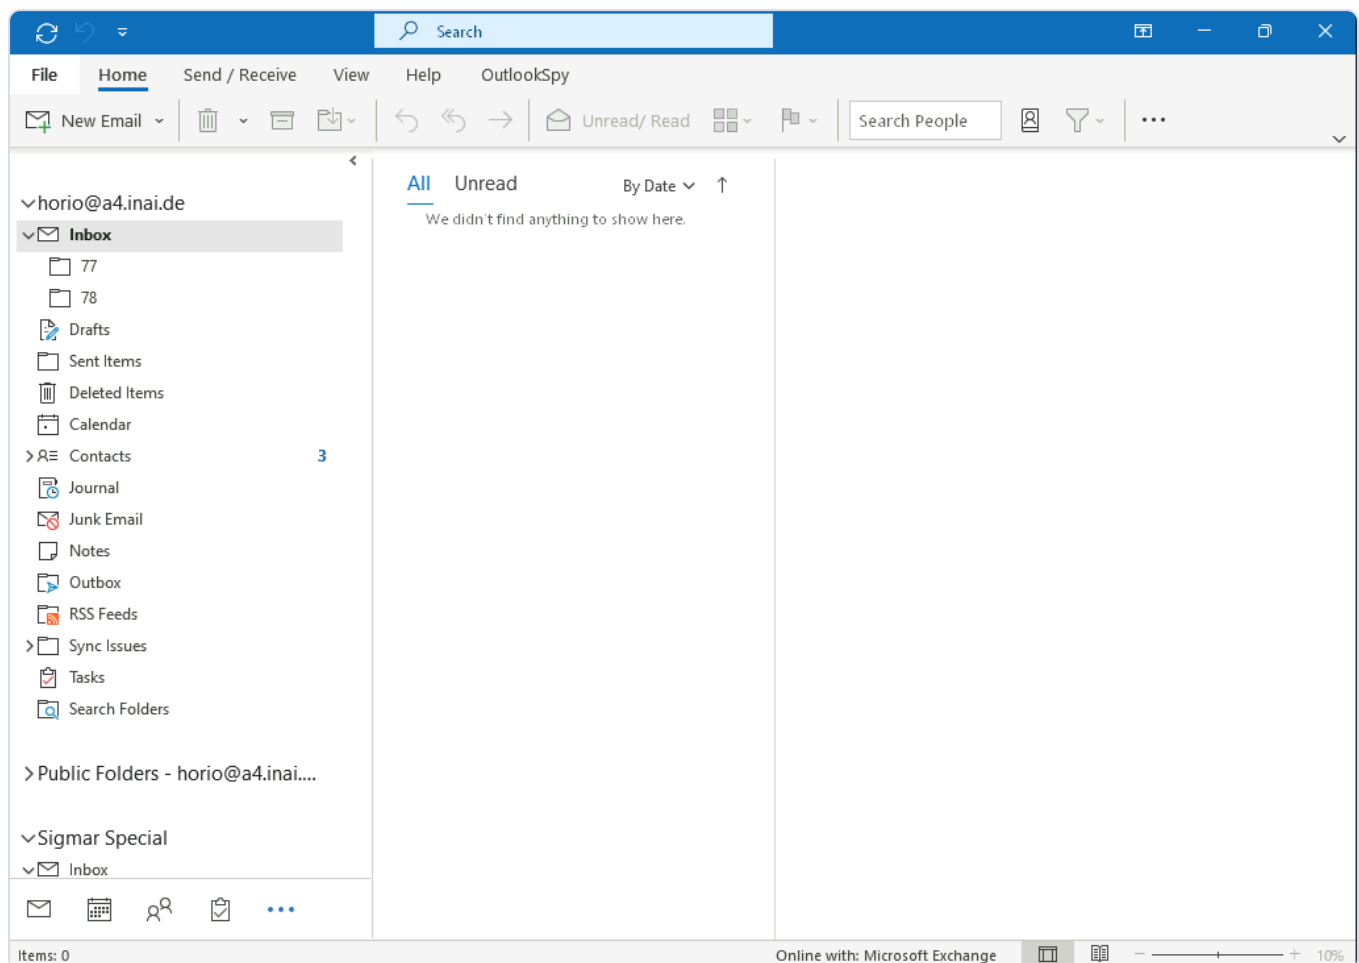 Search
File Home Send / Receive View Help OutlookSpy
New Email Unread/ Read Search People
horio@a4.inai.de
Inbox
77
78
Drafts
Sent Items
Deleted Items
Calendar
Contacts 3
Journal
Junk Email
Notes
Outbox
RSS Feeds
Sync Issues
Tasks
Search Folders
Public Folders - horio@a4.inai....
Sigmar Special
Inbox
All Unread By Date
We didn't find anything to show here.
Items: 0 Online with: Microsoft Exchange 10%